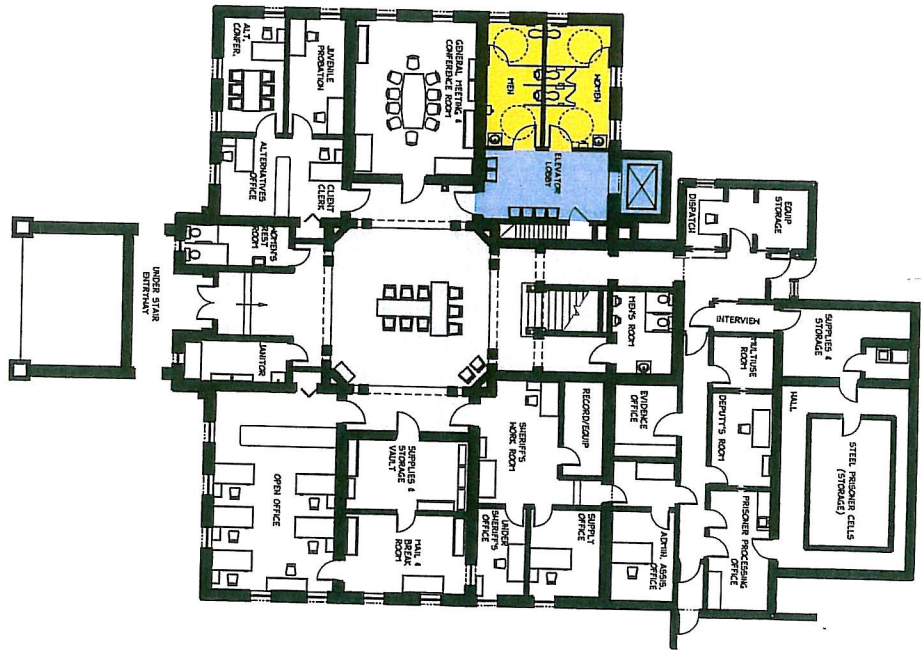 ALT.
CONFER.
JUVENILE
PROBATION
GENERAL MEETING &
CONFERENCE ROOM
MEN
WOMEN
ALTERNATIVES
OFFICE
CLIENT
CLERK
ELEVATOR
LOBBY
DISPATCH
EQUIP
STORAGE
WOMEN'S
REST
ROOM
UNDER STAIR
ENTRYWAY
MEN'S ROOM
INTERVIEW
SUPPLIES &
STORAGE
JANITOR
MULTIUSE
ROOM
HALL
RECORD/EQUIP
EVIDENCE
OFFICE
DEPUTY'S ROOM
STEEL PRISONER CELLS
(STORAGE)
SHERIFF'S
WORK ROOM
SUPPLIES &
STORAGE
VAULT
OPEN OFFICE
MAIL &
BREAK
ROOM
UNDER
SHERIFF'S
OFFICE
SUPPLY
OFFICE
ADMIN. ASSIS.
OFFICE
PRISONER PROCESSING
OFFICE